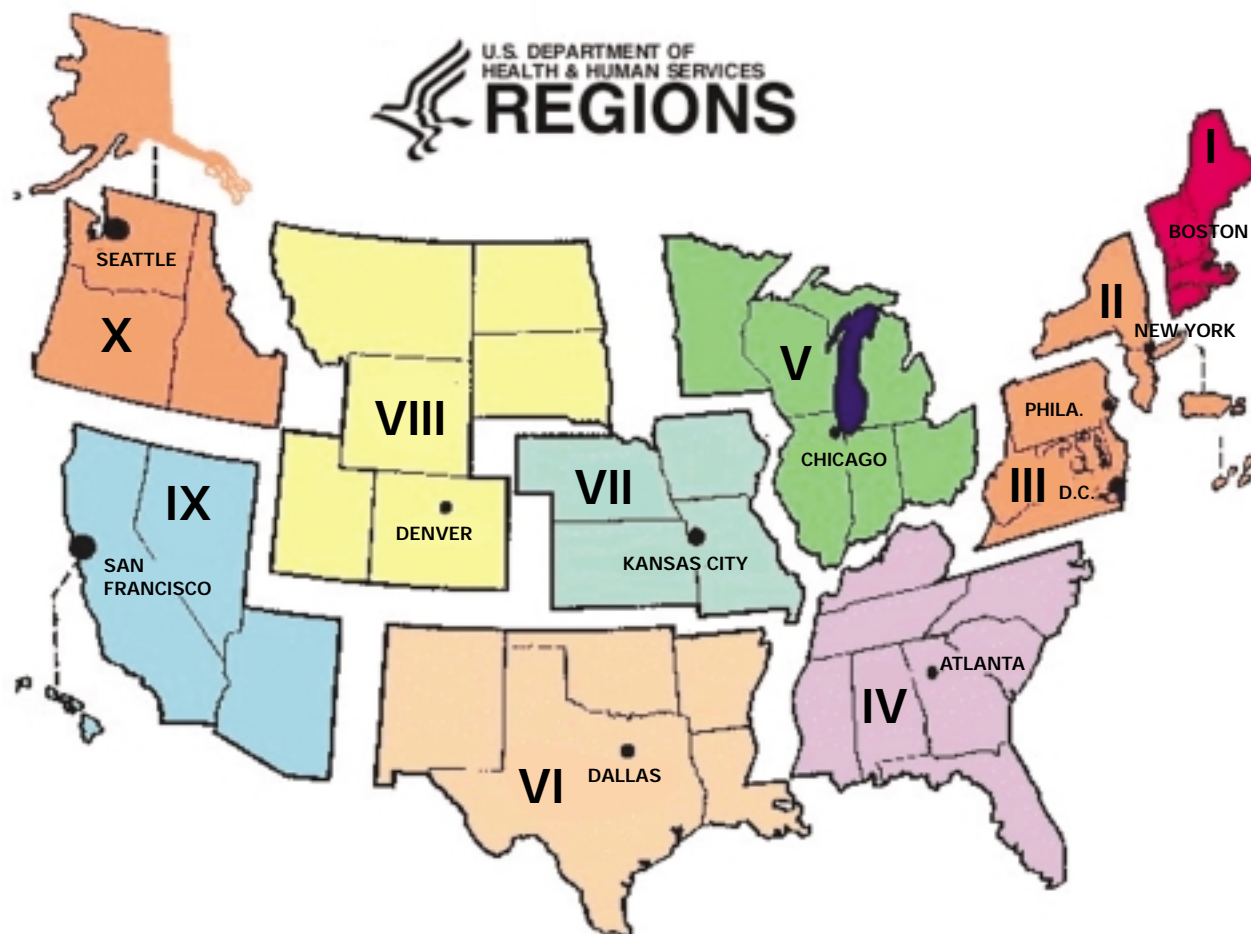 U.S. DEPARTMENT OF
HEALTH & HUMAN SERVICES
REGIONS
I
BOSTON
SEATTLE
II
NEW YORK
X
V
VIII
PHILA.
CHICAGO
VII
III
D.C.
IX
DENVER
KANSAS CITY
SAN
FRANCISCO
ATLANTA
IV
VI
DALLAS